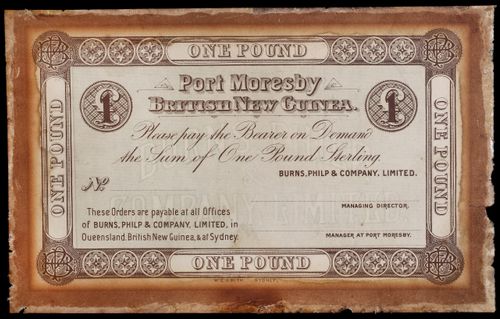 ONE POUND
Port Moresby
BRITISH NEW GUINEA.
£1
£1
Please pay the Bearer on Demand
the Sum of One Pound Sterling.
BURNS, PHILP & COMPANY, LIMITED.
No.
MANAGING DIRECTOR.
These Orders are payable at all Offices
of BURNS, PHILP & COMPANY, LIMITED, in
Queensland, British New Guinea, & at Sydney.
MANAGER AT PORT MORESBY.
ONE POUND
ONE POUND
ONE POUND